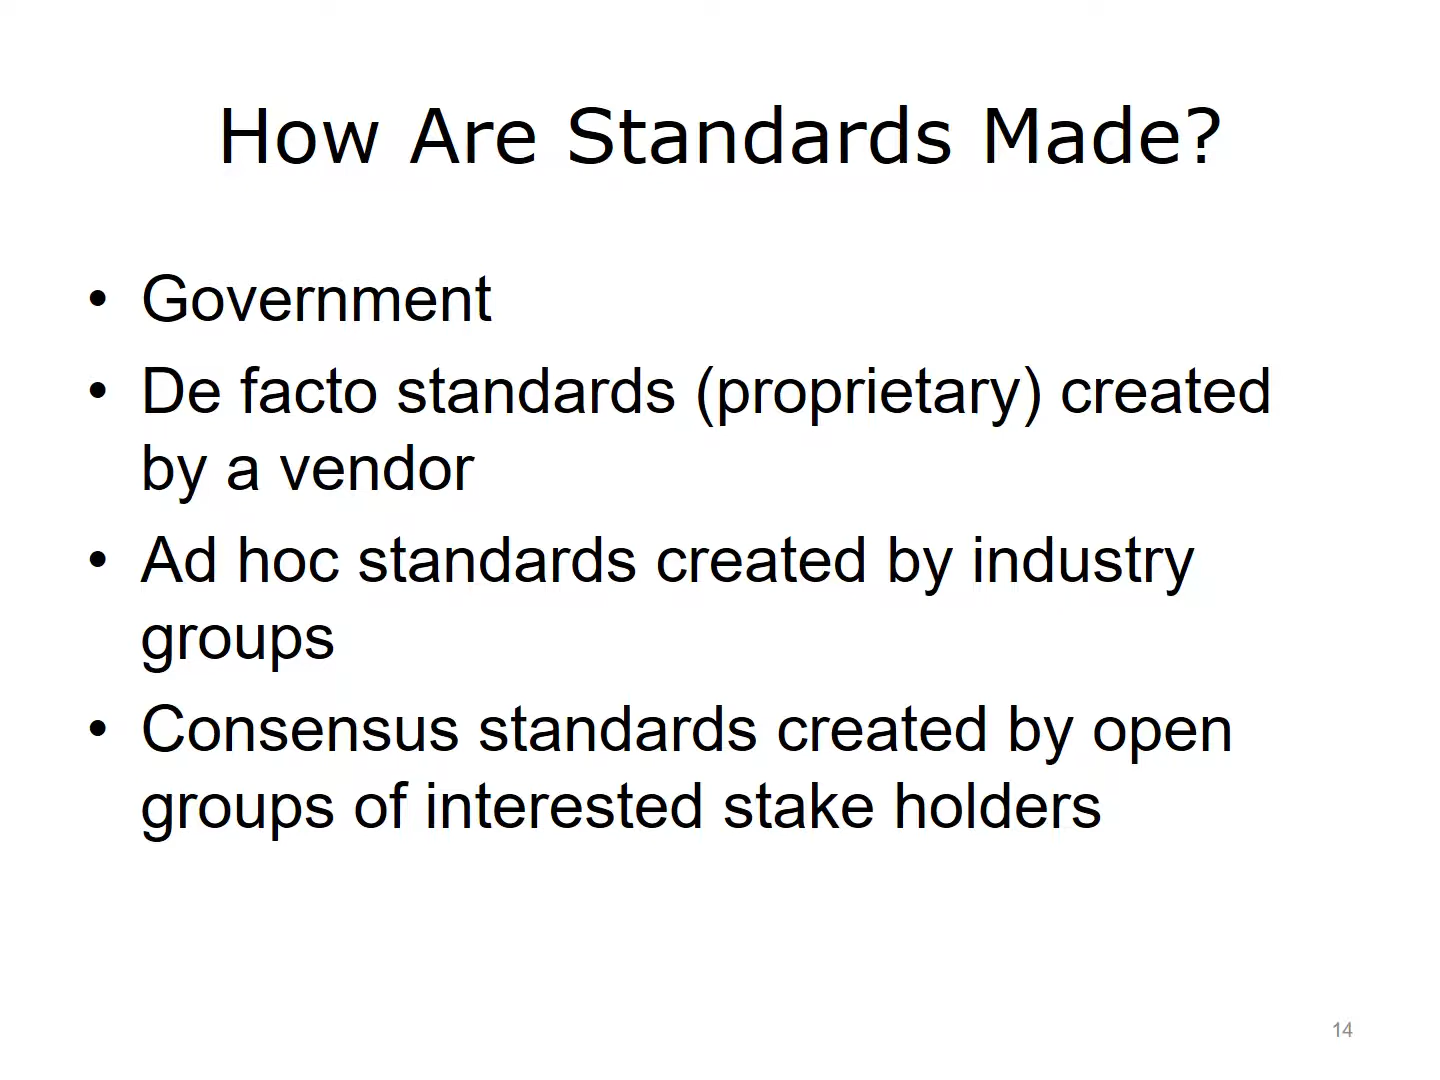 How Are Standards Made?
• Government
• De facto standards (proprietary) created
by a vendor
• Ad hoc standards created by industry
groups
• Consensus standards created by open
groups of interested stake holders
14